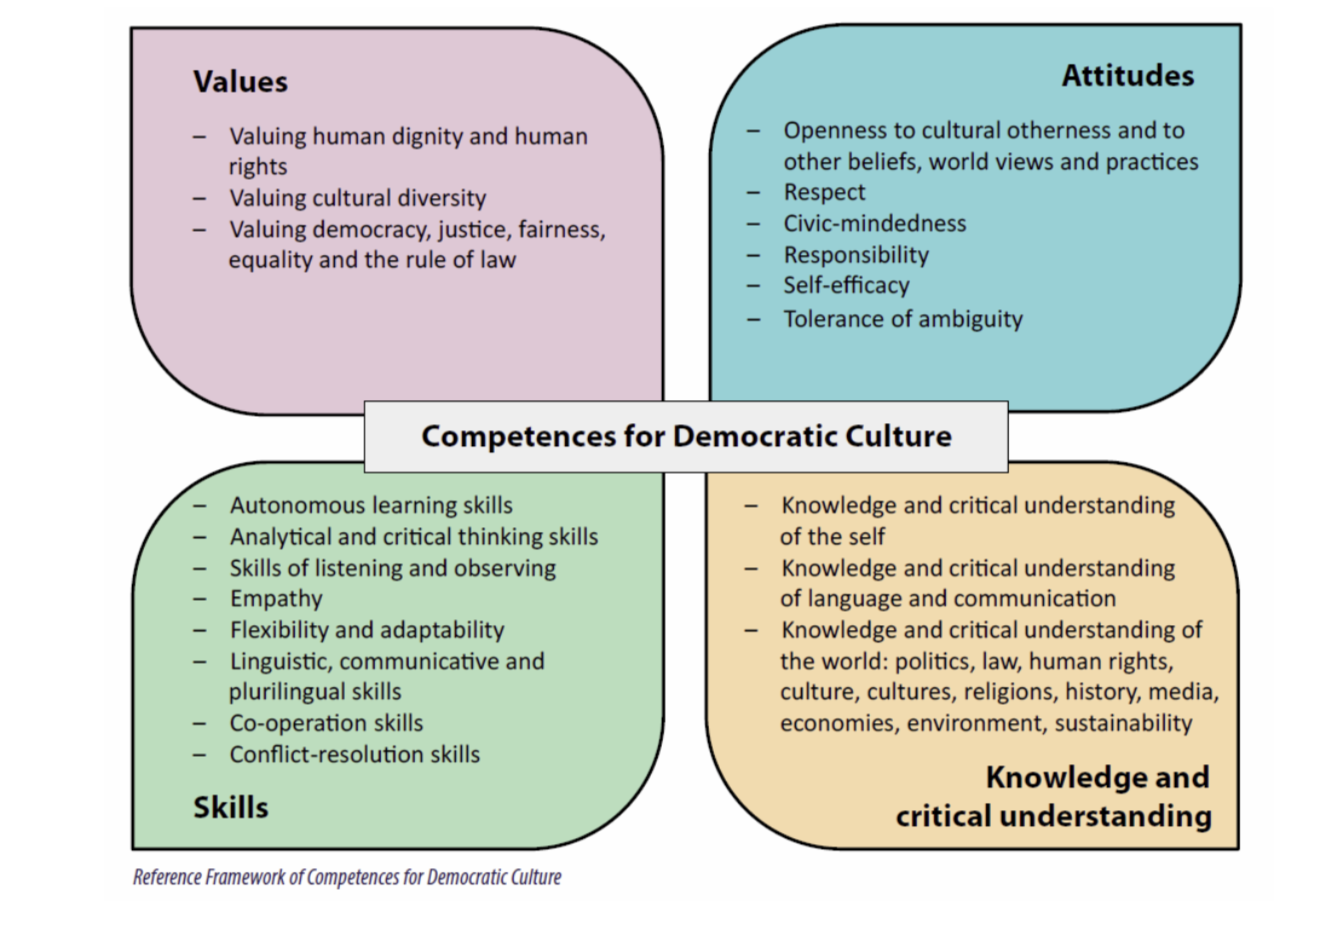 Values
– Valuing human dignity and human
rights
– Valuing cultural diversity
– Valuing democracy, justice, fairness,
equality and the rule of law
Attitudes
– Openness to cultural otherness and to
other beliefs, world views and practices
– Respect
– Civic-mindedness
– Responsibility
– Self-efficacy
– Tolerance of ambiguity
Competences for Democratic Culture
– Autonomous learning skills
– Analytical and critical thinking skills
– Skills of listening and observing
– Empathy
– Flexibility and adaptability
– Linguistic, communicative and
plurilingual skills
– Co-operation skills
– Conflict-resolution skills
Skills
– Knowledge and critical understanding
of the self
– Knowledge and critical understanding
of language and communication
– Knowledge and critical understanding of
the world: politics, law, human rights,
culture, cultures, religions, history, media,
economies, environment, sustainability
Knowledge and
critical understanding
Reference Framework of Competences for Democratic Culture